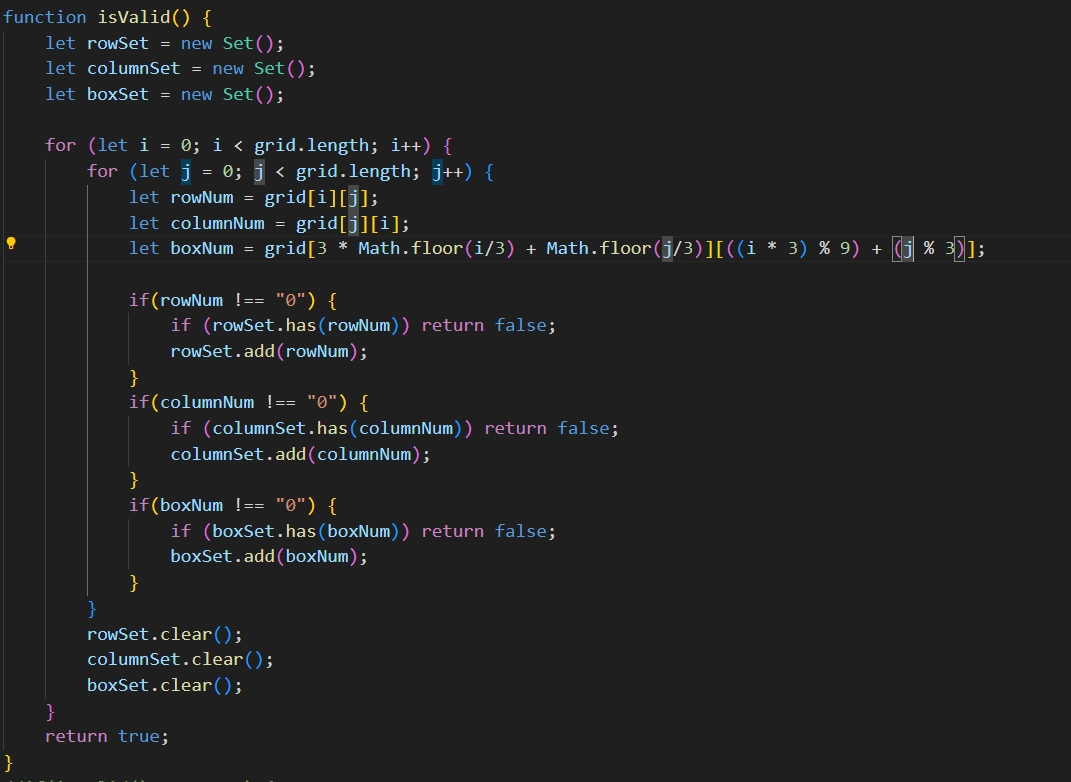 function isValid() {
    let rowSet = new Set();
    let columnSet = new Set();
    let boxSet = new Set();

    for (let i = 0; i < grid.length; i++) {
        for (let j = 0; j < grid.length; j++) {
            let rowNum = grid[i][j];
            let columnNum = grid[j][i];
            let boxNum = grid[3 * Math.floor(i/3) + Math.floor(j/3)][((i * 3) % 9) + (j % 3)];

            if(rowNum !== "0") {
                if (rowSet.has(rowNum)) return false;
                rowSet.add(rowNum);
            }
            if(columnNum !== "0") {
                if (columnSet.has(columnNum)) return false;
                columnSet.add(columnNum);
            }
            if(boxNum !== "0") {
                if (boxSet.has(boxNum)) return false;
                boxSet.add(boxNum);
            }
        }
        rowSet.clear();
        columnSet.clear();
        boxSet.clear();
    }
    return true;
}